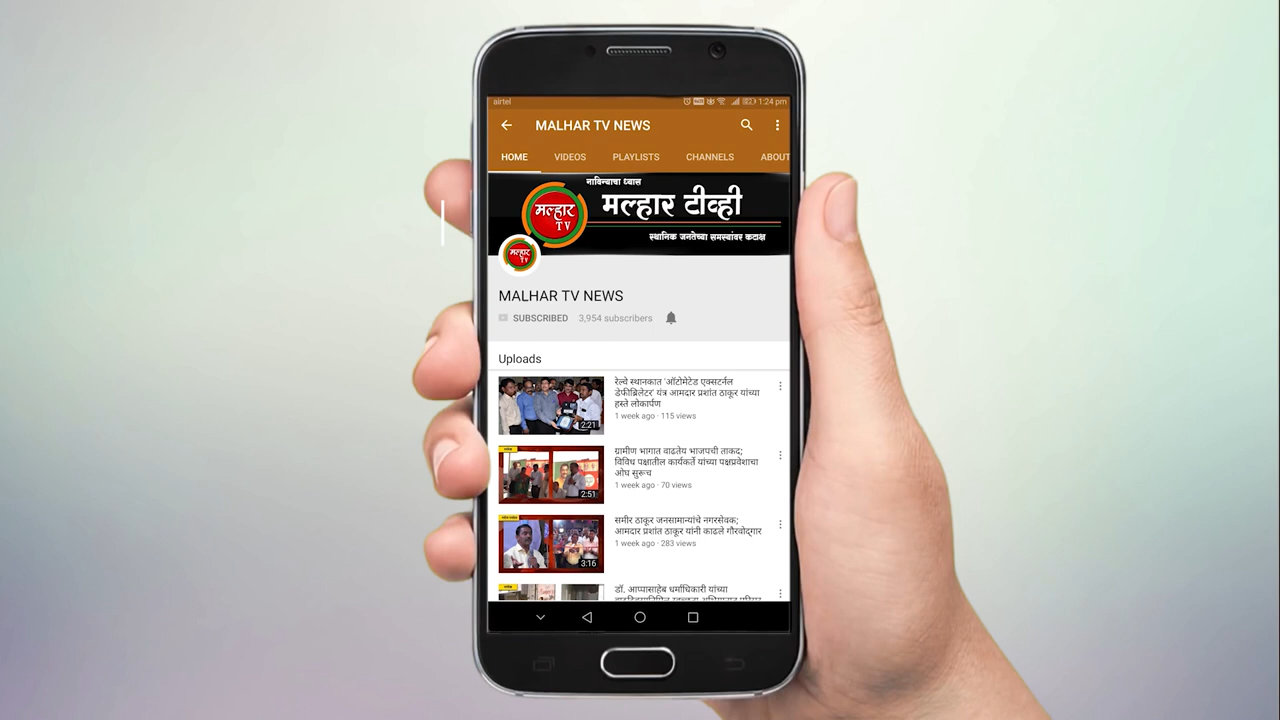 airtel
1:24 pm
MALHAR TV NEWS
HOME VIDEOS PLAYLISTS CHANNELS ABOUT
नाविन्याचा ध्यास
मल्हार टीव्ही
स्थानिक जनतेच्या समस्यांवर कटाक्ष
मल्हार
TV
मल्हार
TV
MALHAR TV NEWS
SUBSCRIBED 3,954 subscribers
Uploads
रेल्वे स्थानकात 'ऑटोमेटेड एक्सटर्नल
डेफीब्रिलेटर' यंत्र आमदार प्रशांत ठाकूर यांच्या
हस्ते लोकार्पण
1 week ago · 115 views
2:21
ग्रामीण भागात वाढतेय भाजपची ताकद;
विविध पक्षातील कार्यकर्ते यांच्या पक्षप्रवेशाचा
ओघ सुरूच
1 week ago · 70 views
2:51
समीर ठाकूर जनसामान्यांचे नगरसेवक;
आमदार प्रशांत ठाकूर यांनी काढले गौरवोद्गार
1 week ago · 283 views
3:16
डॉ. आप्पासाहेब धर्माधिकारी यांच्या